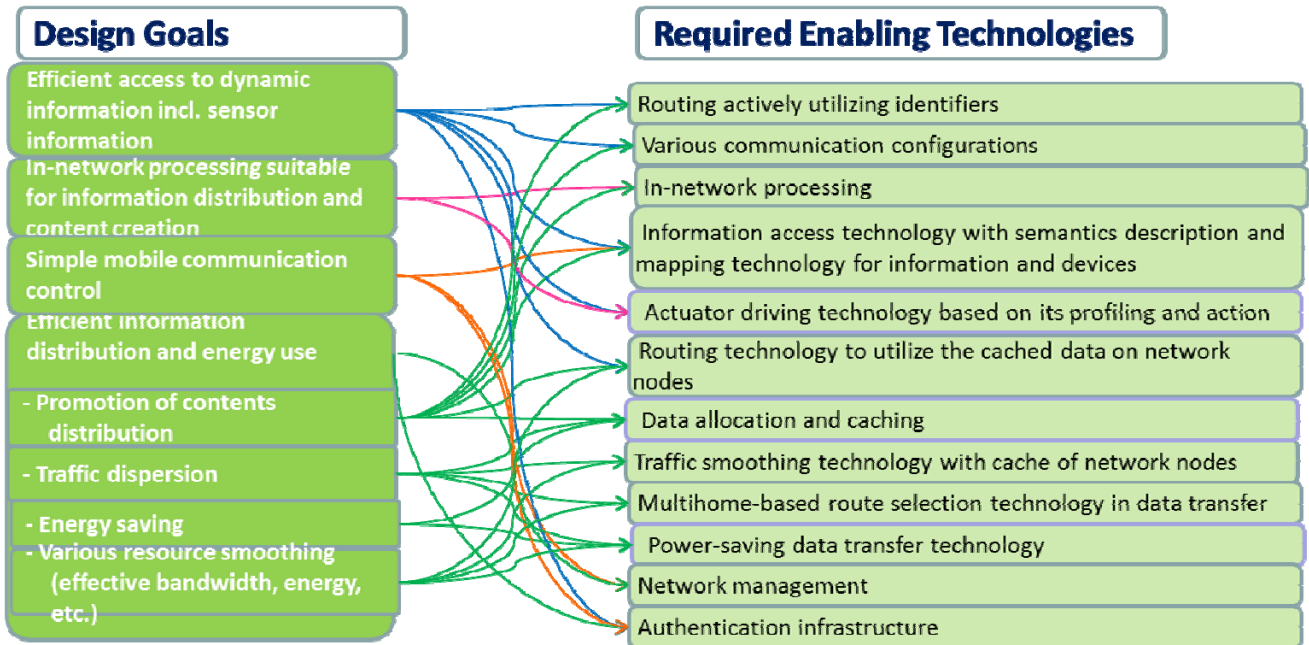 Design Goals
Efficient access to dynamic
information incl. sensor
information
In-network processing suitable
for information distribution and
content creation
Simple mobile communication
control
Efficient information
distribution and energy use
- Promotion of contents
distribution
- Traffic dispersion
- Energy saving
- Various resource smoothing
(effective bandwidth, energy,
etc.)
Required Enabling Technologies
Routing actively utilizing identifiers
Various communication configurations
In-network processing
Information access technology with semantics description and
mapping technology for information and devices
Actuator driving technology based on its profiling and action
Routing technology to utilize the cached data on network
nodes
Data allocation and caching
Traffic smoothing technology with cache of network nodes
Multihome-based route selection technology in data transfer
Power-saving data transfer technology
Network management
Authentication infrastructure